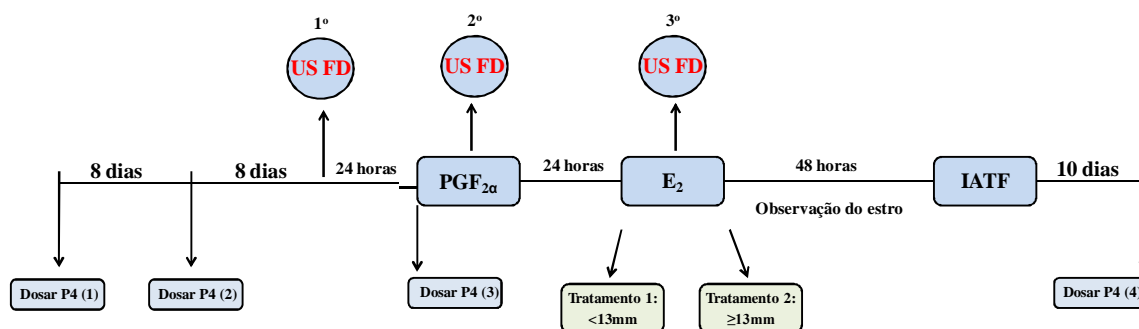 1º
2º
3º
US FD
US FD
US FD
8 dias
8 dias
24 horas
PGF2α
24 horas
E2
48 horas
IATF
10 dias
Observação do estro
Dosar P4 (1)
Dosar P4 (2)
Dosar P4 (3)
Tratamento 1:
<13mm
Tratamento 2:
≥13mm
Dosar P4 (4)